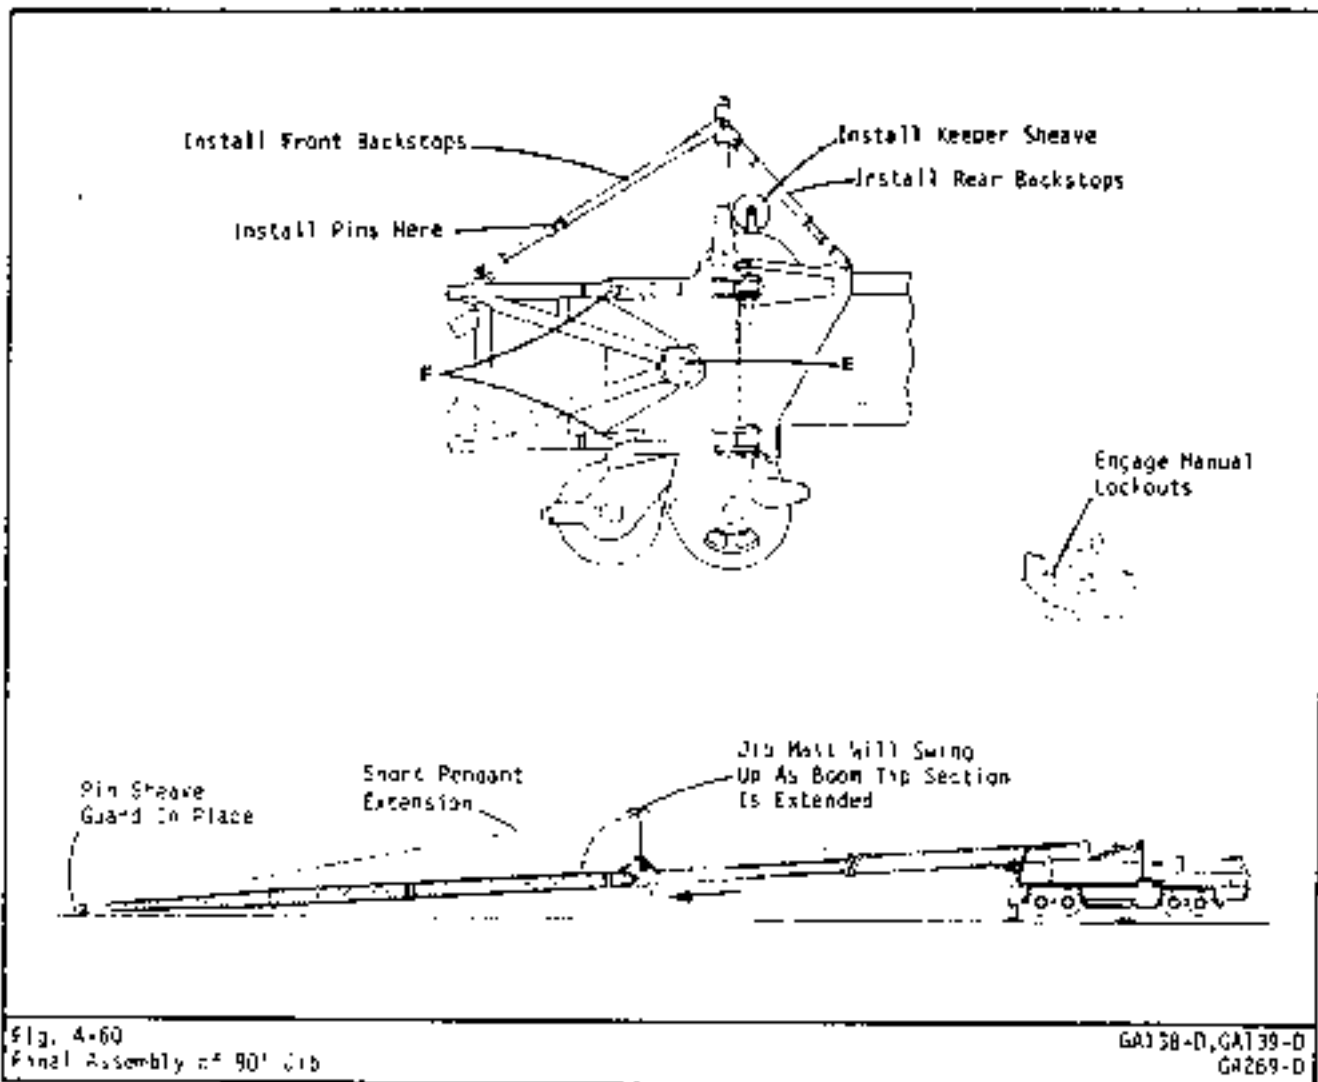 Install Front Backstops
Install Keeper Sheave
Install Rear Backstops
Install Pins Here
F
E
Engage Manual
Lockouts
Jib Mast Will Swing
Up As Boom Tip Section
Is Extended
Short Pendant
Extension
Pin Sheave
Guard In Place
Fig. 4-60
Final Assembly of 90' Jib
GA138-D,GA139-D
GA269-D